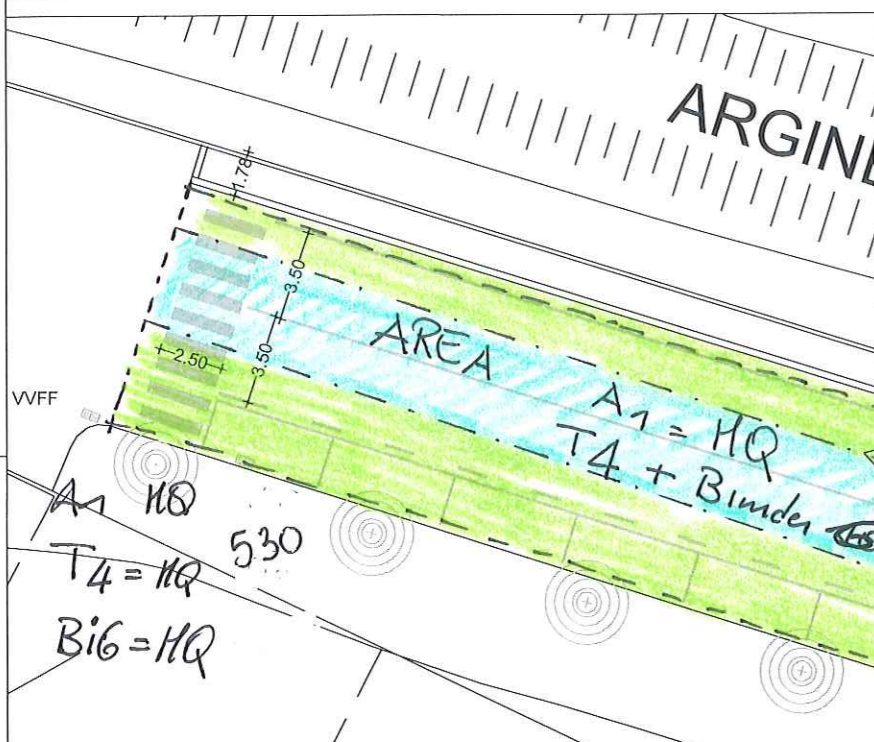 ARGINE
1.78
3.50
3.50
2.50
VVFF
AREA
A1 = HQ
T4 + Binder
A1 HQ
T4 = HQ
530
Bi6 = HQ